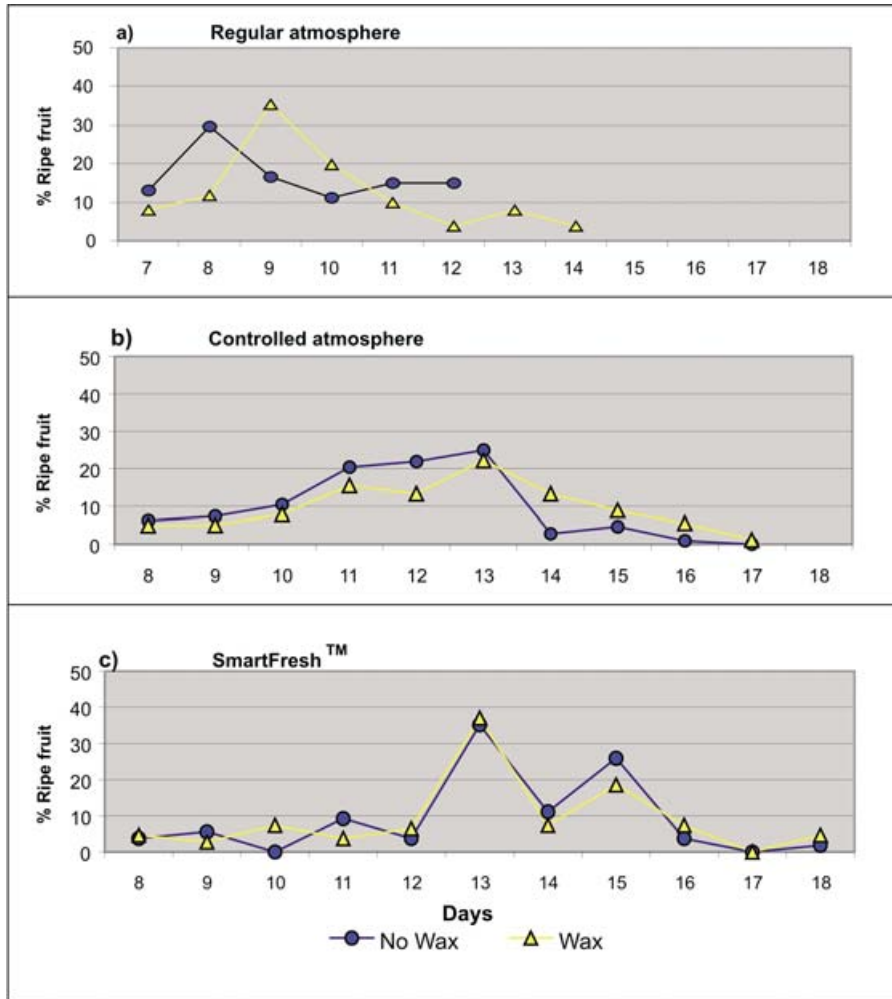 a) Regular atmosphere
50
40
30
20
10
0
% Ripe fruit
7 8 9 10 11 12 13 14 15 16 17 18
b) Controlled atmosphere
50
40
30
20
10
0
% Ripe fruit
8 9 10 11 12 13 14 15 16 17 18
c) SmartFresh TM
50
40
30
20
10
0
% Ripe fruit
8 9 10 11 12 13 14 15 16 17 18
Days
No Wax Wax